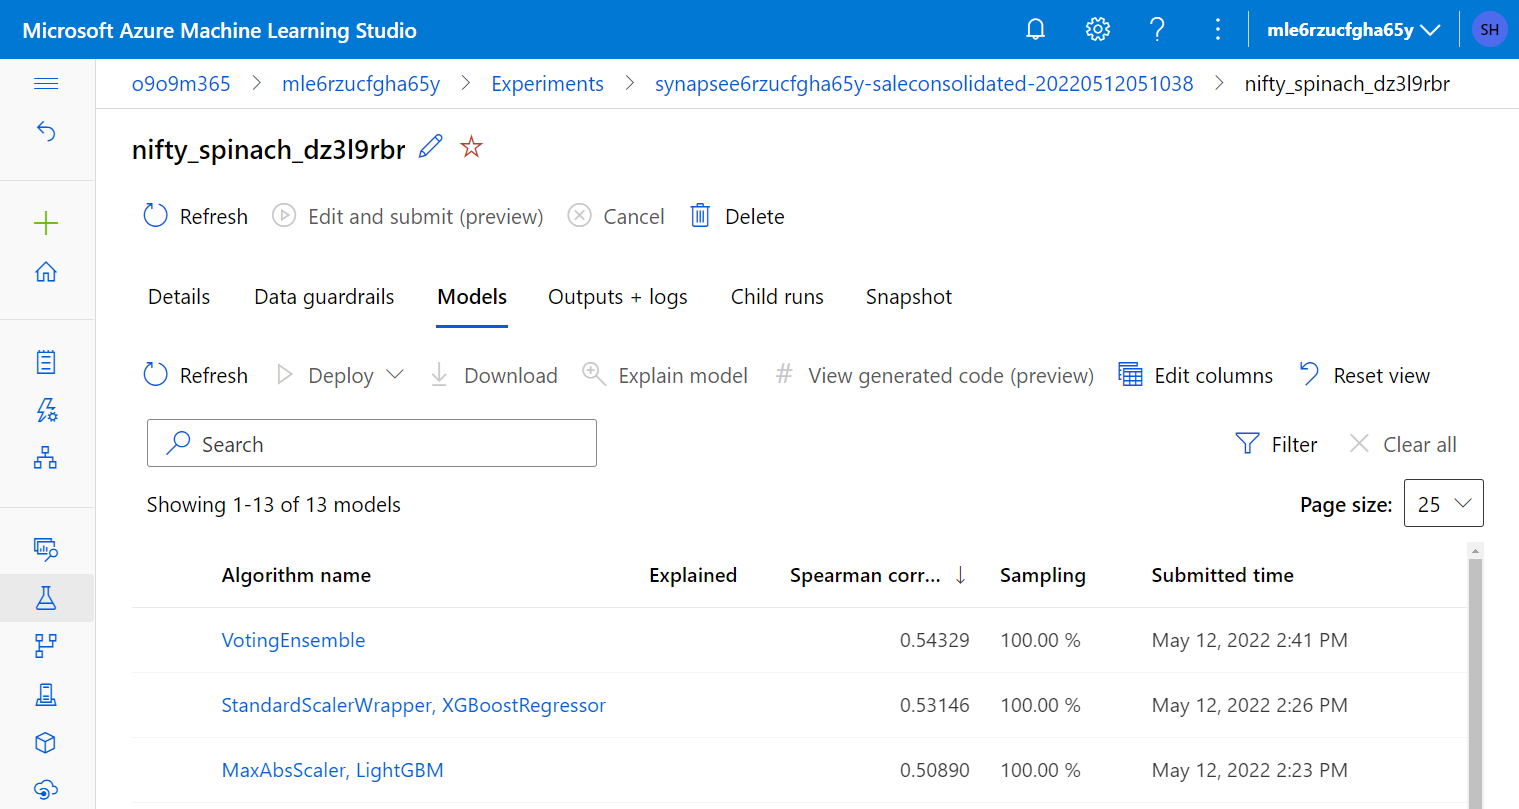 Microsoft Azure Machine Learning Studio
mle6rzucfgha65y
SH
o9o9m365 > mle6rzucfgha65y > Experiments > synapsee6rzucfgha65y-saleconsolidated-20220512051038 > nifty_spinach_dz3l9rbr
nifty_spinach_dz3l9rbr
Refresh Edit and submit (preview) Cancel Delete
Details Data guardrails Models Outputs + logs Child runs Snapshot
Refresh Deploy Download Explain model # View generated code (preview) Edit columns Reset view
Search
Filter Clear all
Showing 1-13 of 13 models
Page size: 25
Algorithm name Explained Spearman corr... ↓ Sampling Submitted time
VotingEnsemble 0.54329 100.00 % May 12, 2022 2:41 PM
StandardScalerWrapper, XGBoostRegressor 0.53146 100.00 % May 12, 2022 2:26 PM
MaxAbsScaler, LightGBM 0.50890 100.00 % May 12, 2022 2:23 PM